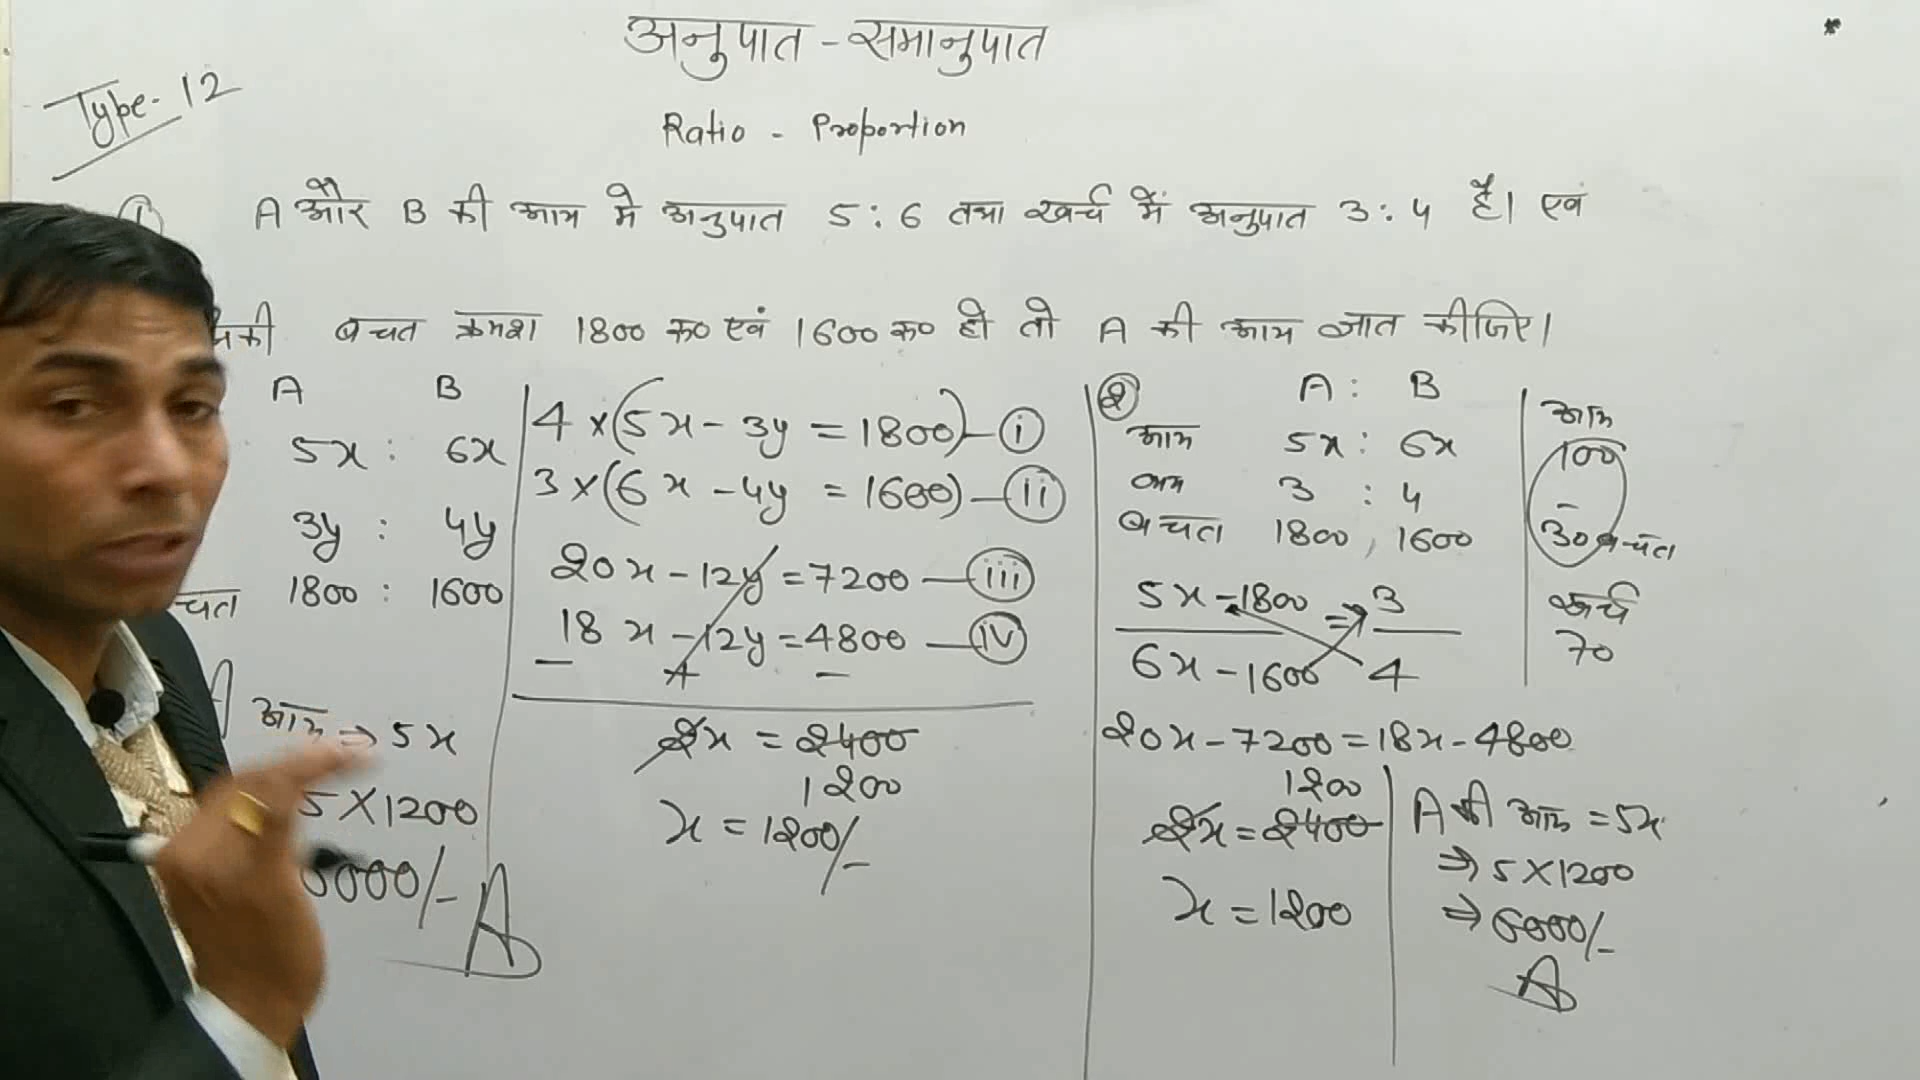 अनुपात - समानुपात
Type- 12
Ratio - Proportion
① A और B की आय मे अनुपात 5 : 6 तथा खर्च में अनुपात 3 : 4 है। एवं
बचत क्रमश 1800 रू० एवं 1600 रू० हो तो A की आय ज्ञात कीजिए।
A B
5x : 6x
3y : 4y
चत 1800 : 1600
A आय ⇒ 5x
5 X 1200
6000/-
A
4 × (5x - 3y = 1800) — ⓘ
3 × (6x - 4y = 1600) — (ii)
20x - 12y = 7200 — (iii)
18x - 12y = 4800 — (iv)
— + —
2x = 2400
1200
x = 1200/-
② A : B
आय 5x : 6x
3 : 4
बचत 1800 , 1600
5x - 1800 = 3
6x - 1600 4
20x - 7200 = 18x - 4800
1200
2x = 2400
x = 1200
आय
100
-
30 बचत
खर्च
70
A की आय = 5x
⇒ 5 X 1200
⇒ 6000/-
A